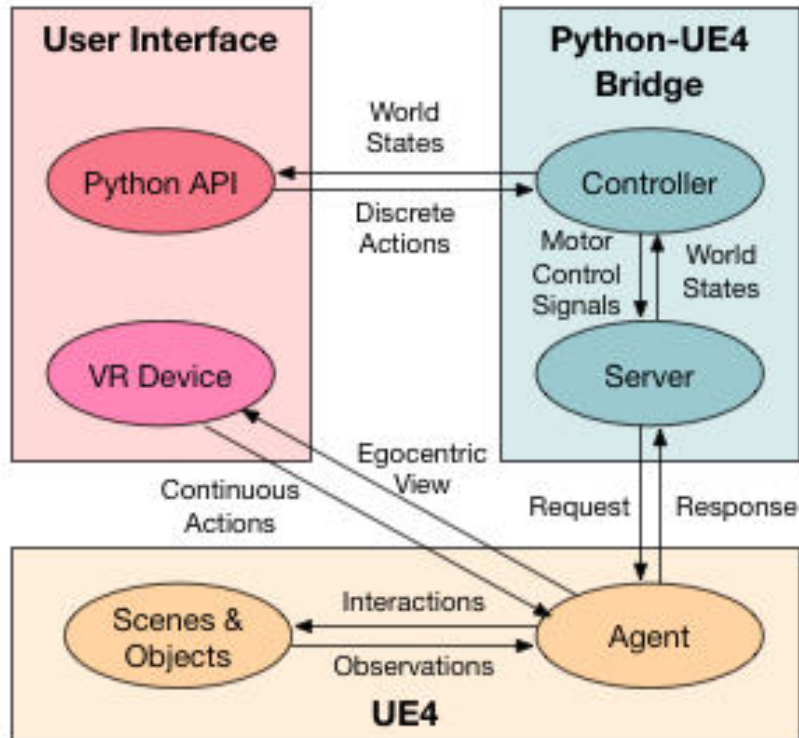 User Interface
Python-UE4
Bridge
World
States
Python API
Controller
Discrete
Actions
Motor
Control
Signals
World
States
VR Device
Server
Egocentric
View
Continuous
Actions
Request
Response
Interactions
Scenes &
Objects
Agent
Observations
UE4